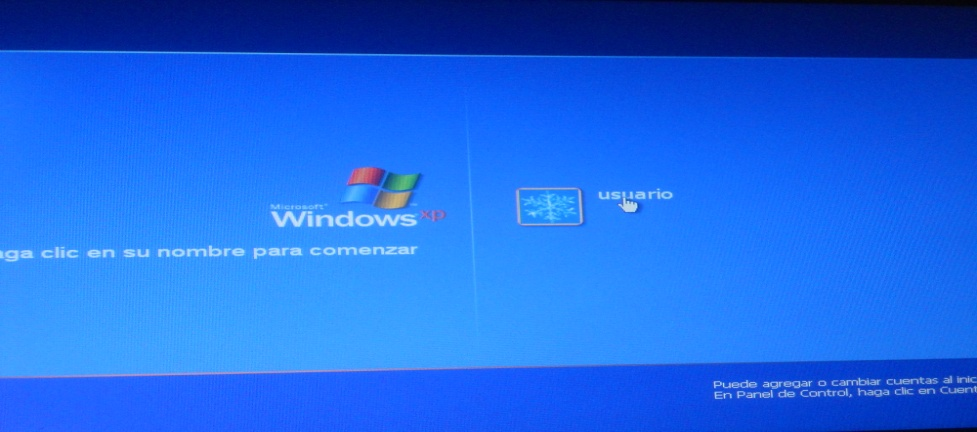 Microsoft
Windows xp
aga clic en su nombre para comenzar
usuario
Puede agregar o cambiar cuentas al inic
En Panel de Control, haga clic en Cuent